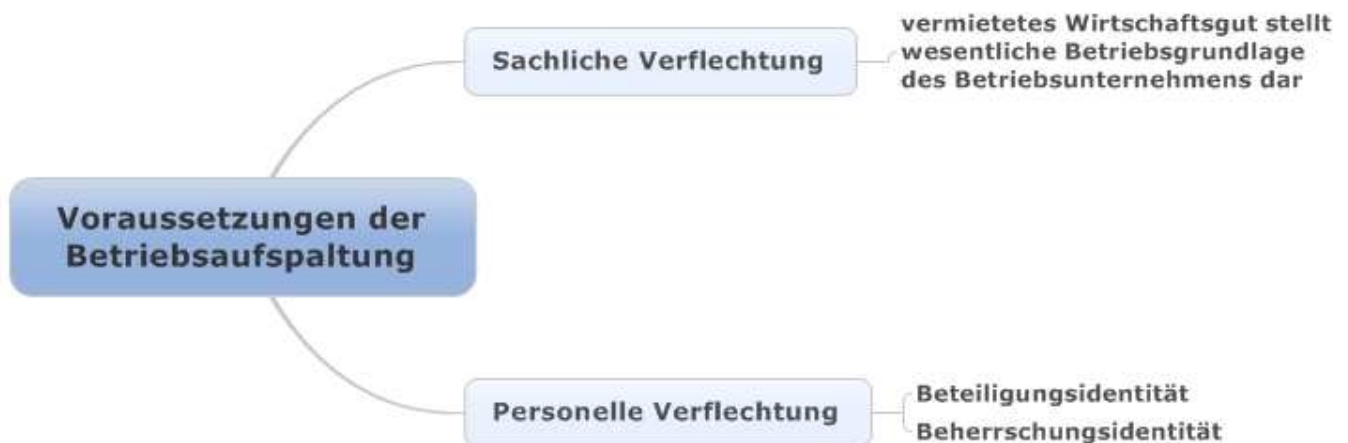 Voraussetzungen der
Betriebsaufspaltung
Sachliche Verflechtung
vermietetes Wirtschaftsgut stellt
wesentliche Betriebsgrundlage
des Betriebsunternehmens dar
Personelle Verflechtung
Beteiligungsidentität
Beherrschungsidentität